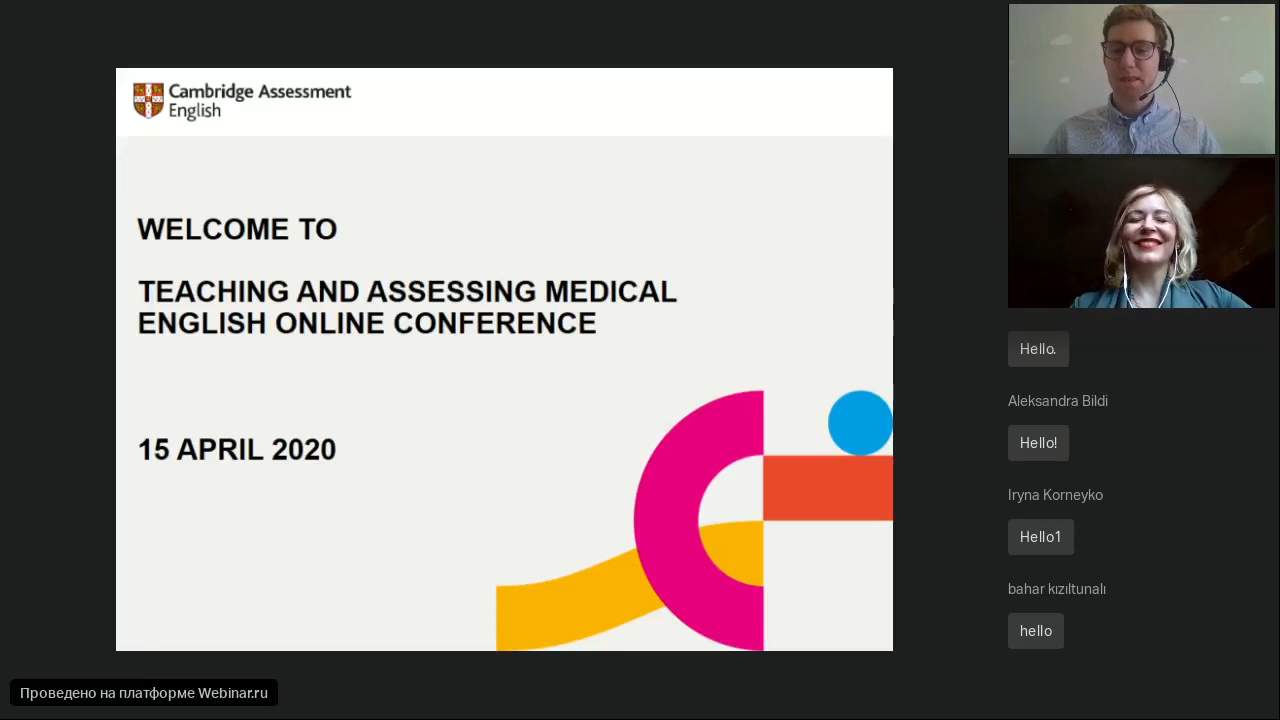 Cambridge Assessment
English
WELCOME TO
TEACHING AND ASSESSING MEDICAL
ENGLISH ONLINE CONFERENCE
15 APRIL 2020
Hello.
Aleksandra Bildi
Hello!
Iryna Korneyko
Hello1
bahar kızıltunalı
hello
Проведено на платформе Webinar.ru